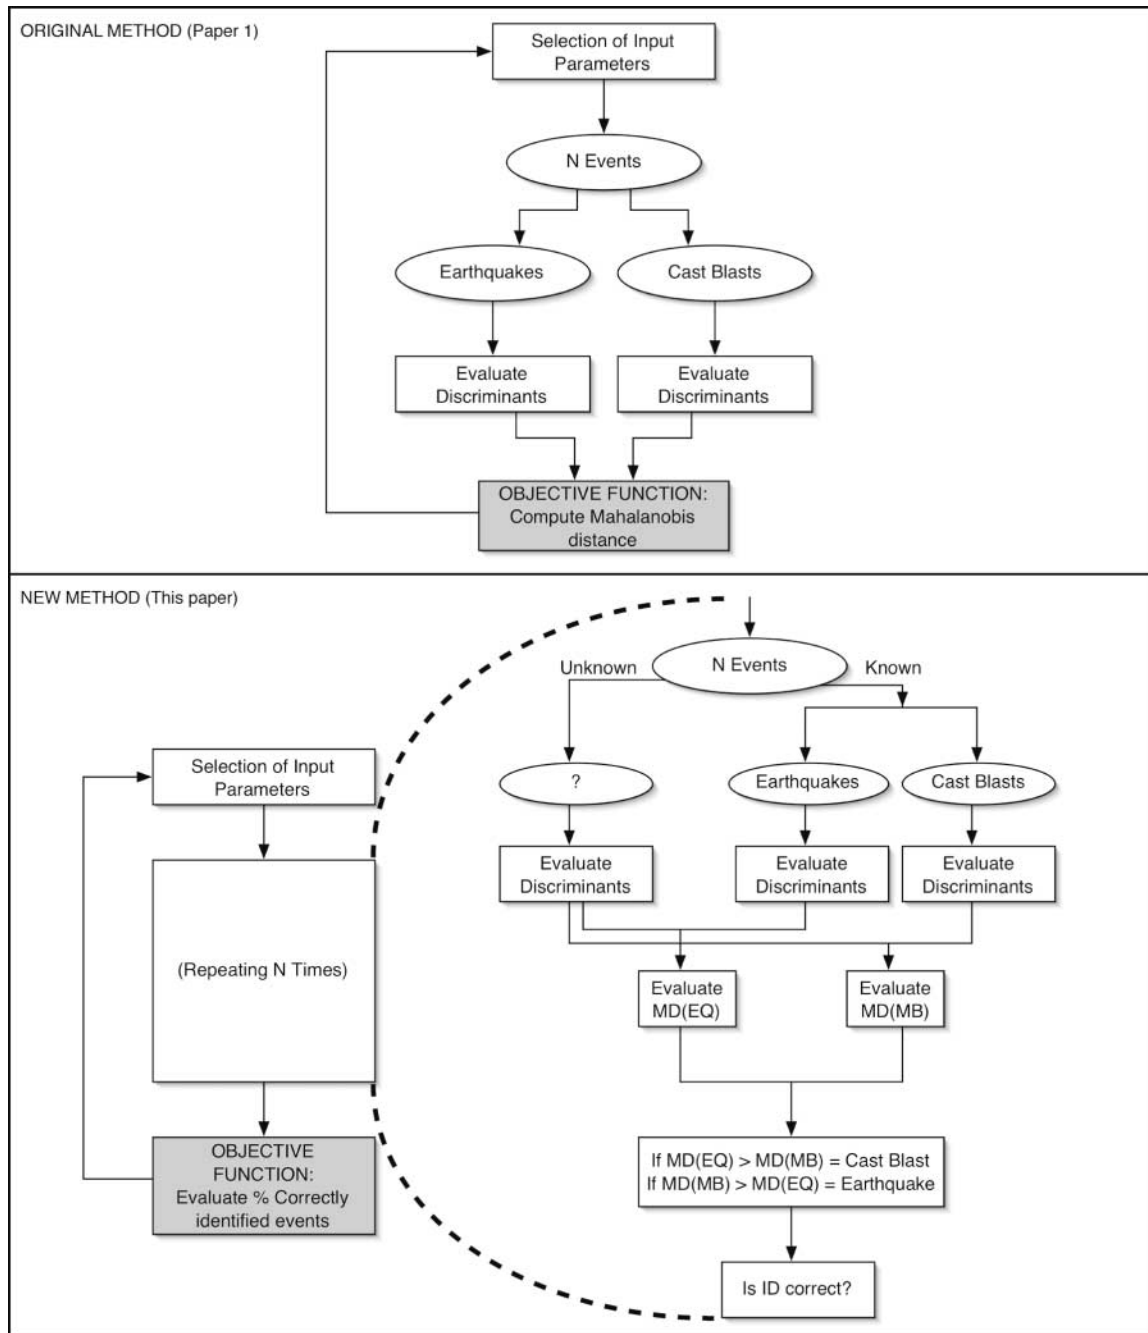 ORIGINAL METHOD (Paper 1)
Selection of Input
Parameters
N Events
Earthquakes
Cast Blasts
Evaluate
Discriminants
Evaluate
Discriminants
OBJECTIVE FUNCTION:
Compute Mahalanobis
distance
NEW METHOD (This paper)
Selection of Input
Parameters
(Repeating N Times)
OBJECTIVE
FUNCTION:
Evaluate % Correctly
identified events
N Events
Unknown
Known
?
Earthquakes
Cast Blasts
Evaluate
Discriminants
Evaluate
Discriminants
Evaluate
Discriminants
Evaluate
MD(EQ)
Evaluate
MD(MB)
If MD(EQ) > MD(MB) = Cast Blast
If MD(MB) > MD(EQ) = Earthquake
Is ID correct?